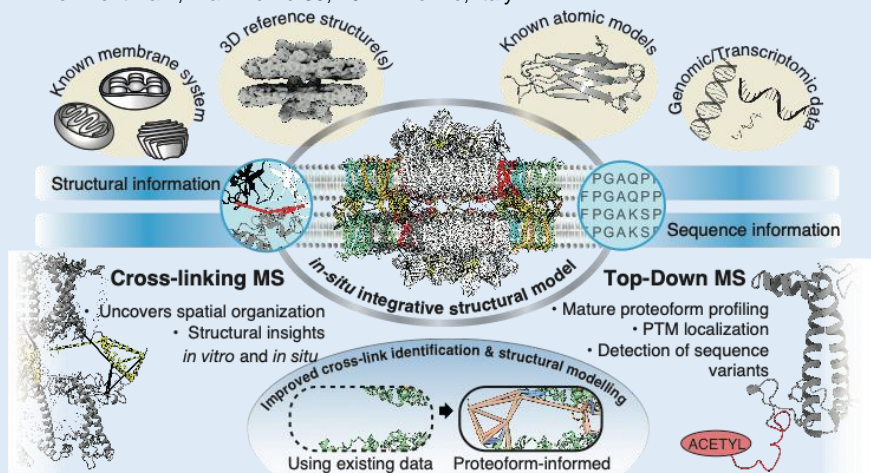 Known membrane system
3D reference structure(s)
Known atomic models
Genomic/Transcriptomic data
Structural information
PGAQP
FPGAQPP
FPGAKSP
PGAKS
Sequence information
in-situ integrative structural model
Cross-linking MS
· Uncovers spatial organization
· Structural insights
in vitro and in situ
Top-Down MS
• Mature proteoform profiling
• PTM localization
• Detection of sequence
variants
Improved cross-link identification & structural modelling
Using existing data
Proteoform-informed
ACETYL